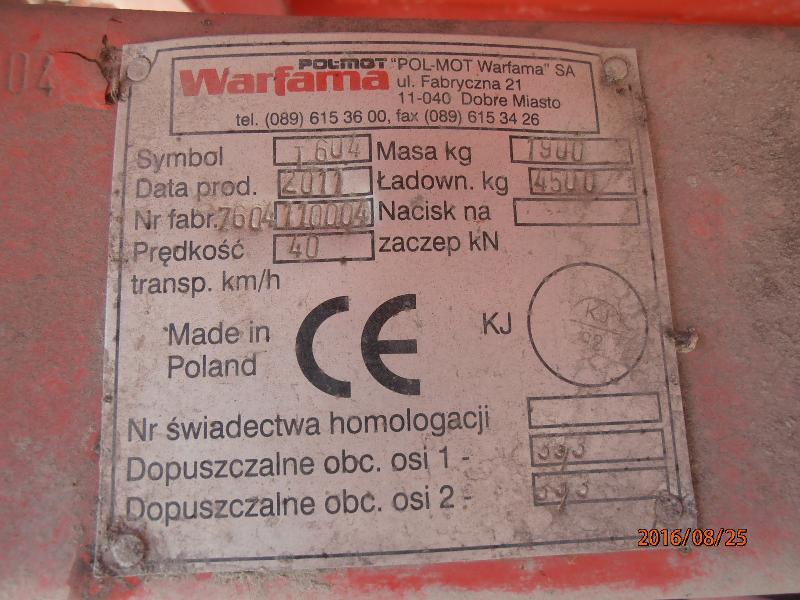 04
POL-MOT "POL-MOT Warfama" SA
Warfama ul. Fabryczna 21
11-040 Dobre Miasto
tel. (089) 615 36 00, fax (089) 615 34 26
Symbol T604 Masa kg 1900
Data prod. 2011 Ładown. kg 4500
Nr fabr. 7604110004 Nacisk na
Prędkość 40 zaczep kN
transp. km/h
Made in CE KJ KJ
Poland 92
Nr świadectwa homologacji
Dopuszczalne obc. osi 1 -
Dopuszczalne obc. osi 2 -
2016/08/25